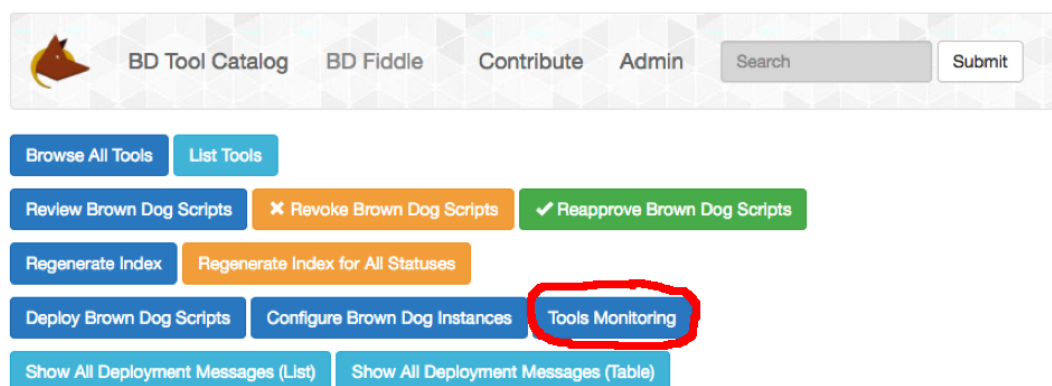 BD Tool Catalog BD Fiddle Contribute Admin Search Submit
Browse All Tools List Tools
Review Brown Dog Scripts Revoke Brown Dog Scripts Reapprove Brown Dog Scripts
Regenerate Index Regenerate Index for All Statuses
Deploy Brown Dog Scripts Configure Brown Dog Instances Tools Monitoring
Show All Deployment Messages (List) Show All Deployment Messages (Table)